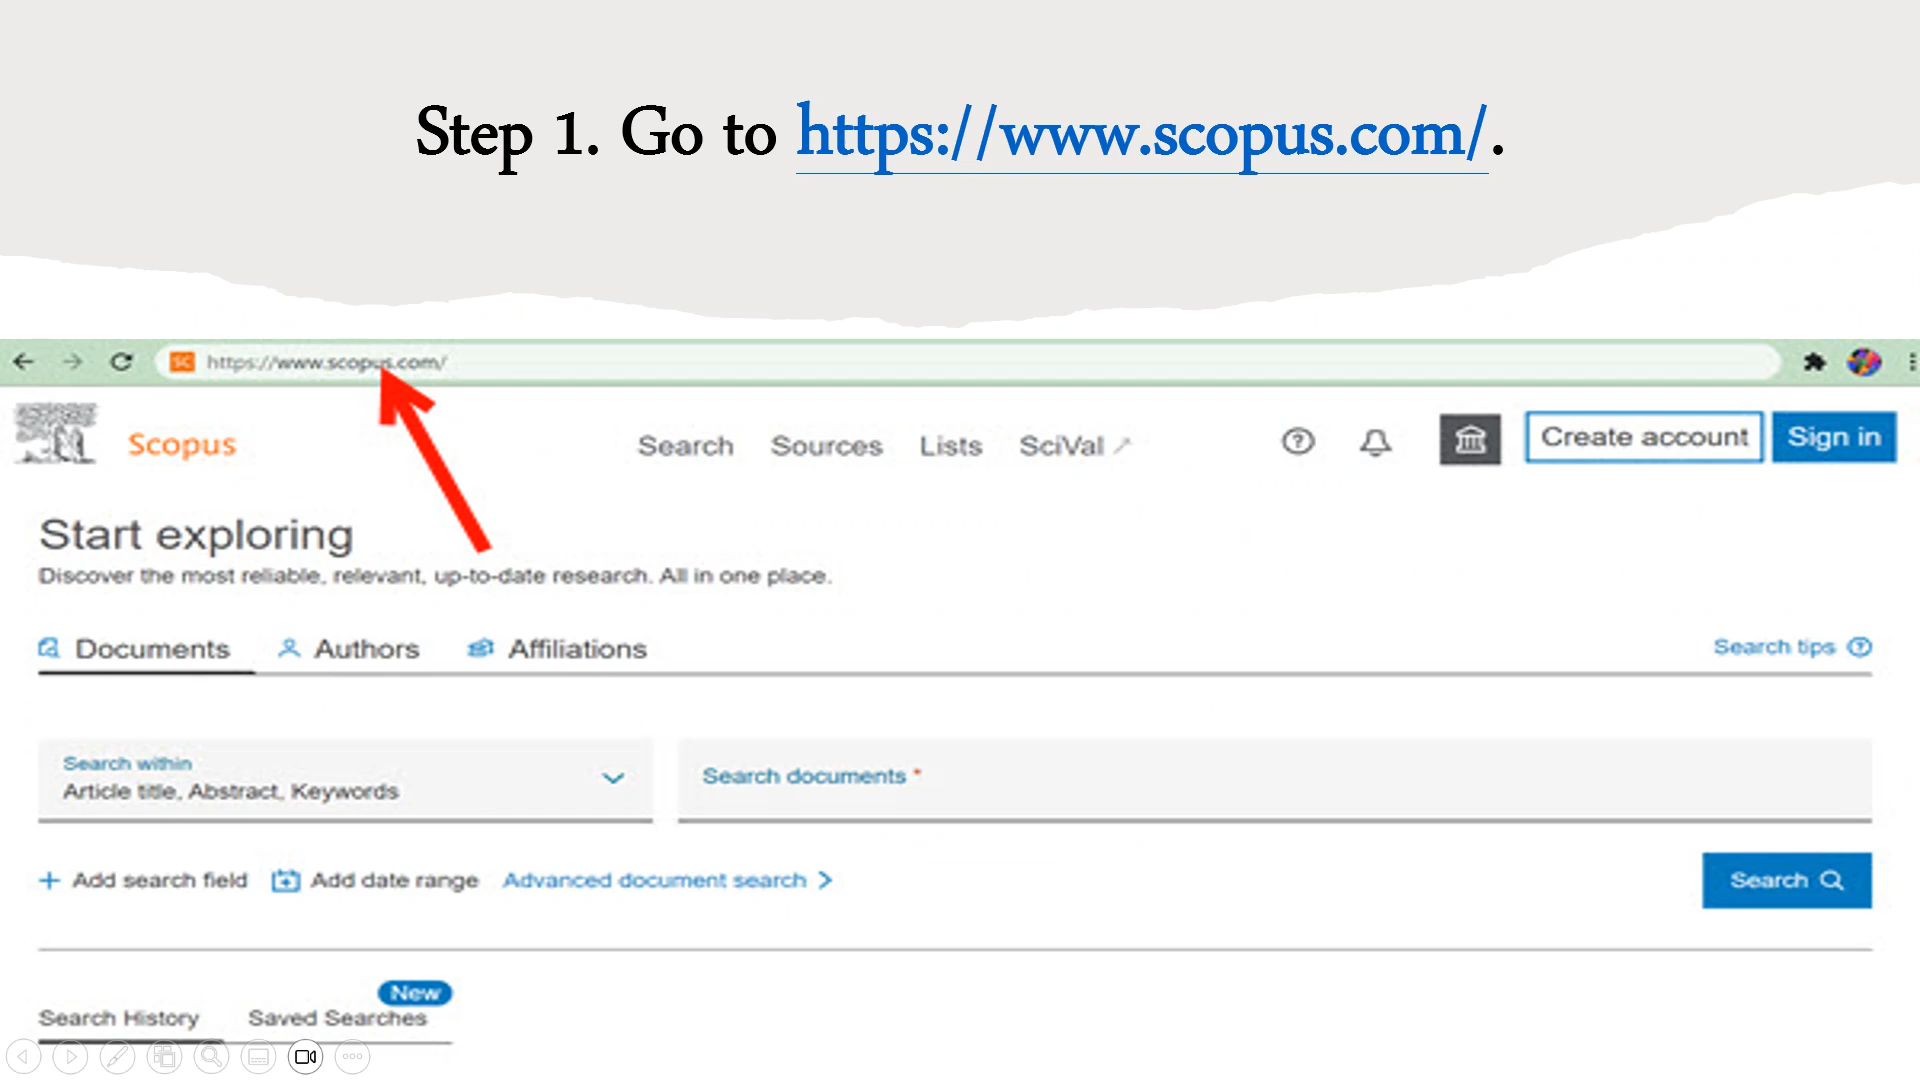 Step 1. Go to https://www.scopus.com/.
SC https://www.scopus.com/
Scopus Search Sources Lists SciVal Create account Sign in
Start exploring
Discover the most reliable, relevant, up-to-date research. All in one place.
Documents Authors Affiliations Search tips
Search within
Article title, Abstract, Keywords
Search documents *
Add search field Add date range Advanced document search Search
New
Search History Saved Searches